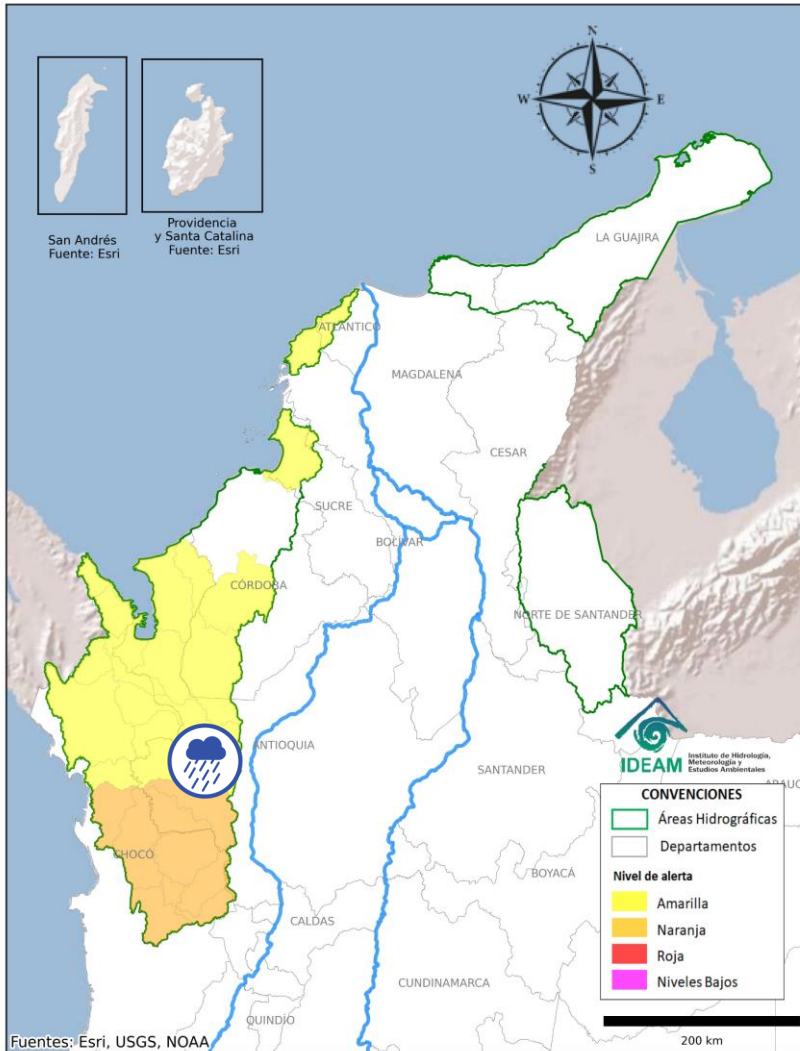 N
W
E
S
San Andrés
Fuente: Esri
Providencia
y Santa Catalina
Fuente: Esri
LA GUAJIRA
ATLÁNTICO
MAGDALENA
CESAR
SUCRE
BOLÍVAR
CÓRDOBA
NORTE DE SANTANDER
ANTIOQUIA
SANTANDER
IDEAM
Instituto de Hidrología,
Meteorología y
Estudios Ambientales
ARAUC
CHOCÓ
BOYACÁ
CALDAS
CUNDINAMARCA
QUINDÍO
CONVENCIONES
Áreas Hidrográficas
Departamentos
Nivel de alerta
Amarilla
Naranja
Roja
Niveles Bajos
Fuentes: Esri, USGS, NOAA
200 km